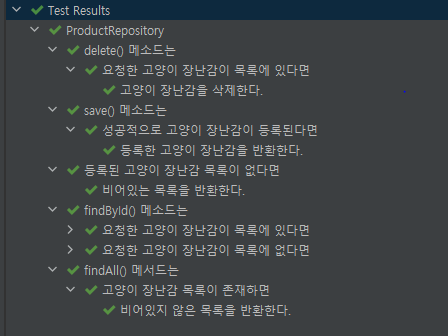 Test Results
ProductRepository
delete() 메소드는
요청한 고양이 장난감이 목록에 있다면
고양이 장난감을 삭제한다.
save() 메소드는
성공적으로 고양이 장난감이 등록된다면
등록한 고양이 장난감을 반환한다.
등록된 고양이 장난감 목록이 없다면
비어있는 목록을 반환한다.
findById() 메소드는
요청한 고양이 장난감이 목록에 있다면
요청한 고양이 장난감이 목록에 없다면
findAll() 메서드는
고양이 장난감 목록이 존재하면
비어있지 않은 목록을 반환한다.